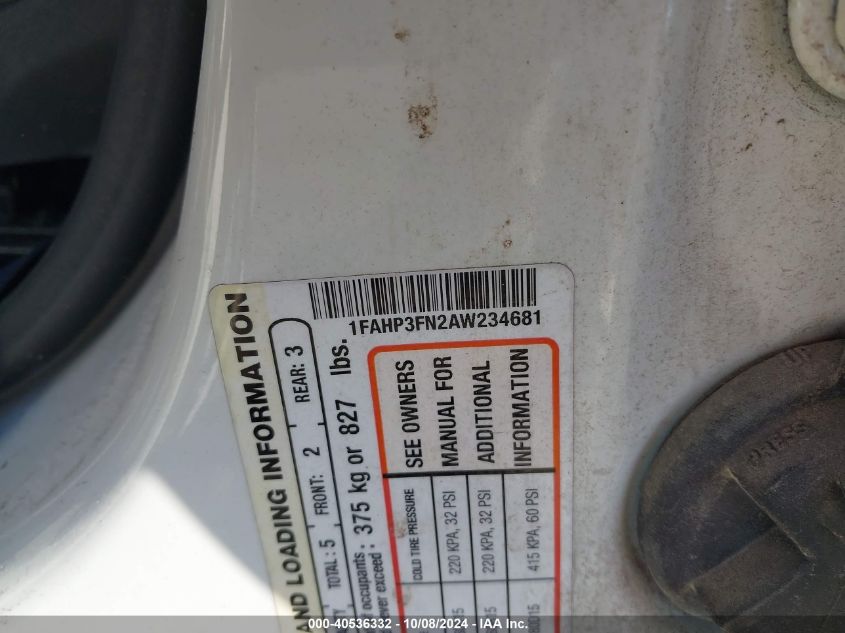 1FAHP3FN2AW234681
AND LOADING INFORMATION
TOTAL: 5 FRONT: 2 REAR: 3
of occupants
never exceed: 375 kg or 827 lbs.
COLD TIRE PRESSURE
220 KPA, 32 PSI
220 KPA, 32 PSI
415 KPA, 60 PSI
SEE OWNERS
MANUAL FOR
ADDITIONAL
INFORMATION
000-40536332 - 10/08/2024 - IAA Inc.